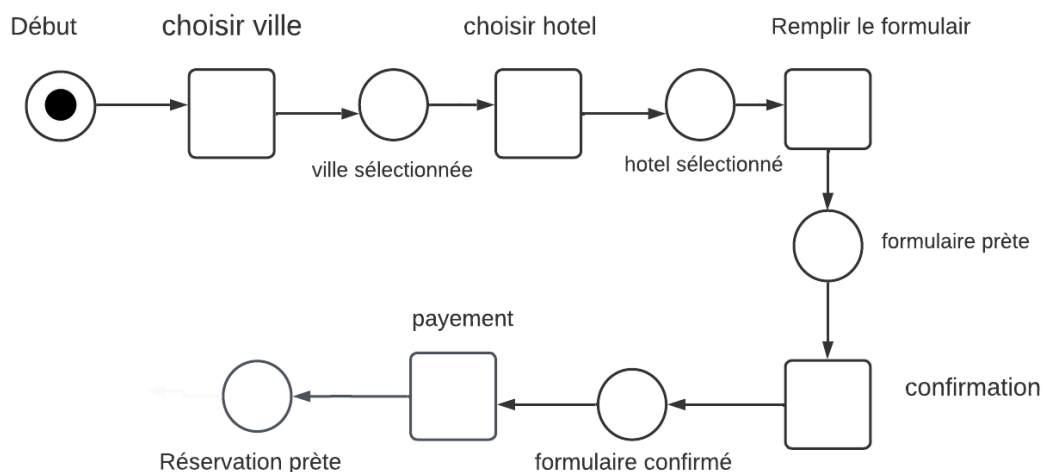 Début
choisir ville
choisir hotel
Remplir le formulair
ville sélectionnée
hotel sélectionné
formulaire prète
payement
confirmation
Réservation prète
formulaire confirmé